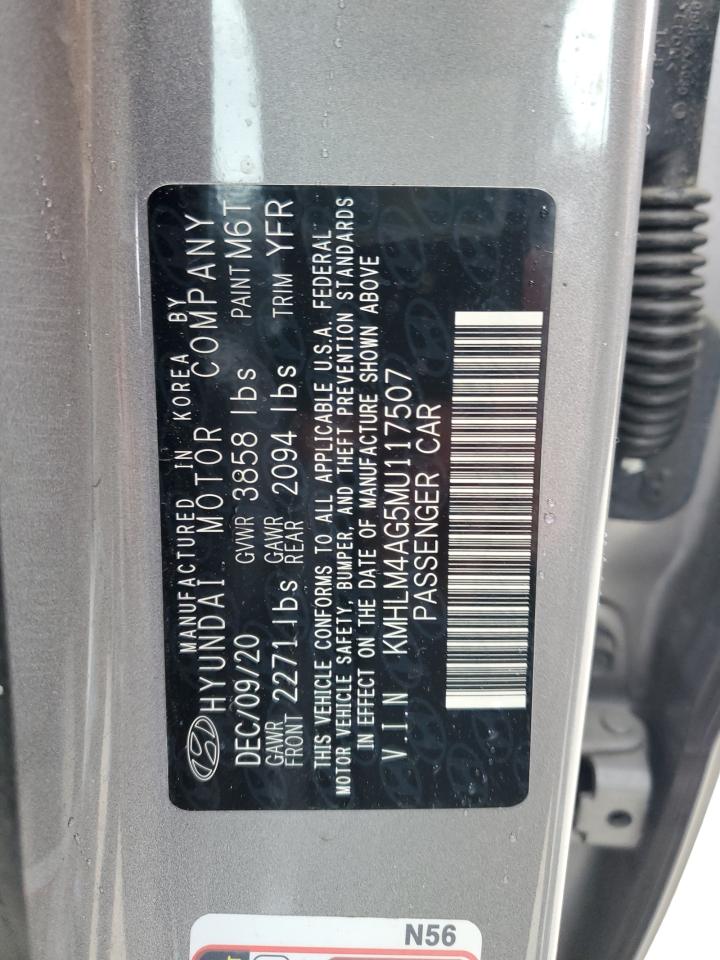 MANUFACTURED IN KOREA BY
HYUNDAI MOTOR COMPANY
DEC/09/20 GVWR 3858 lbs PAINT M6T
GAWR FRONT 2271 lbs GAWR REAR 2094 lbs TRIM YFR
THIS VEHICLE CONFORMS TO ALL APPLICABLE U.S.A. FEDERAL
MOTOR VEHICLE SAFETY, BUMPER, AND THEFT PREVENTION STANDARDS
IN EFFECT ON THE DATE OF MANUFACTURE SHOWN ABOVE
V.I.N KMHLM4AG5MU117507
PASSENGER CAR
N56